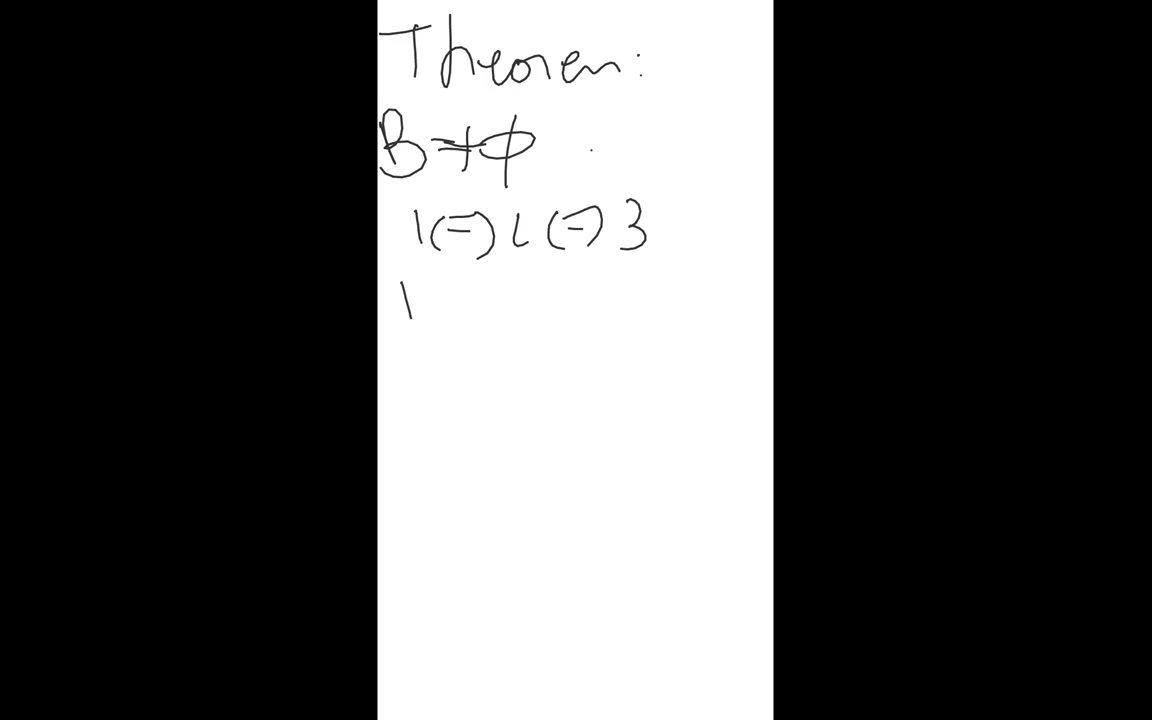 Theorem:
B ≠ φ
1 (=) 2 (=) 3
1